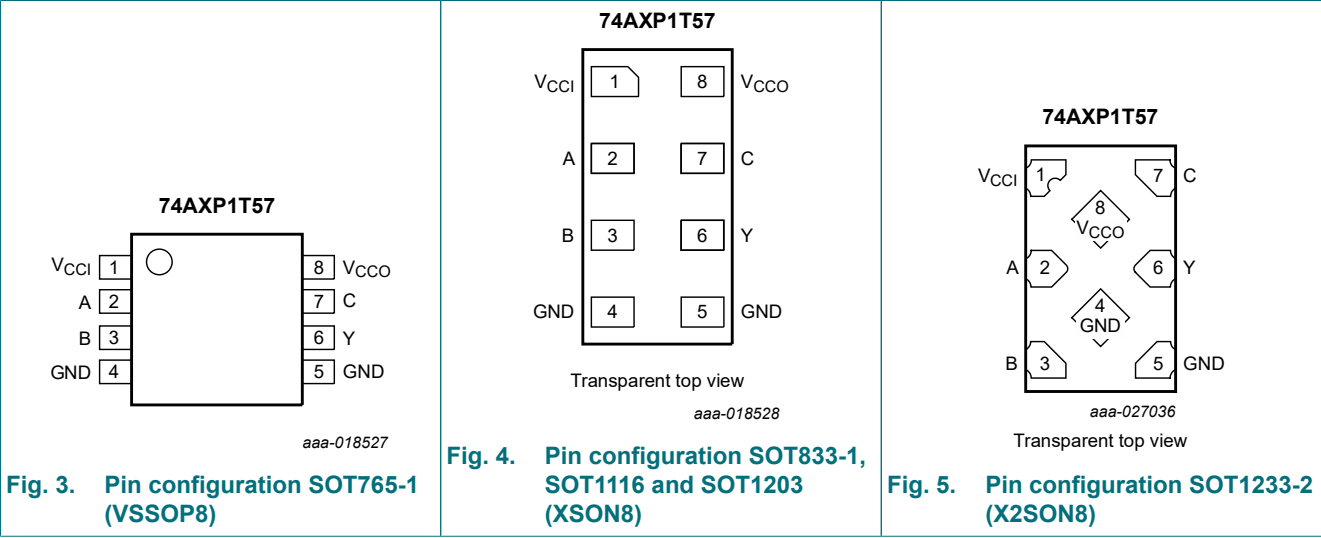 74AXP1T57
VCCI 1 8 VCCO
A 2 7 C
B 3 6 Y
GND 4 5 GND
aaa-018527
Fig. 3. Pin configuration SOT765-1
(VSSOP8)
74AXP1T57
VCCI 1 8 VCCO
A 2 7 C
B 3 6 Y
GND 4 5 GND
Transparent top view
aaa-018528
Fig. 4. Pin configuration SOT833-1,
SOT1116 and SOT1203
(XSON8)
74AXP1T57
VCCI 1 7 C
8
VCCO
A 2 6 Y
4
GND
B 3 5 GND
aaa-027036
Transparent top view
Fig. 5. Pin configuration SOT1233-2
(X2SON8)